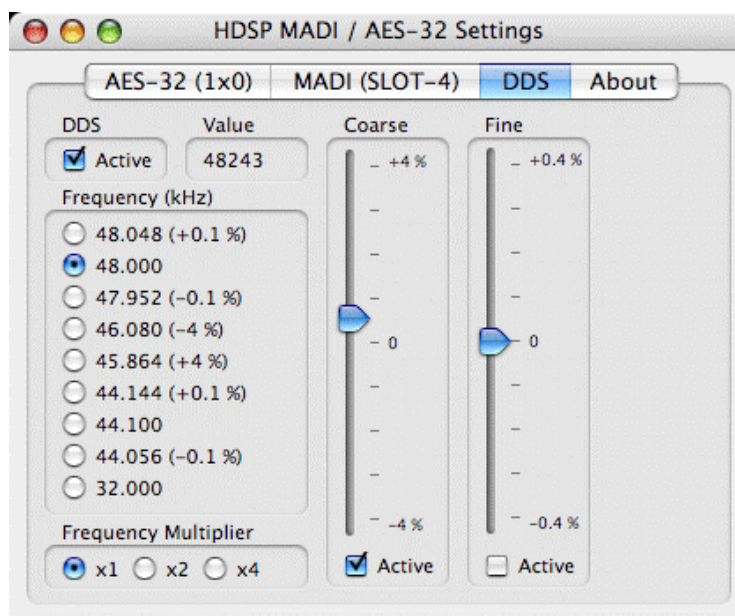 HDSP MADI / AES-32 Settings
AES-32 (1x0) MADI (SLOT-4) DDS About
DDS Value Coarse Fine
Active 48243
+4 % +0.4 %
Frequency (kHz)
48.048 (+0.1 %)
48.000
47.952 (-0.1 %)
46.080 (-4 %)
0 0
45.864 (+4 %)
44.144 (+0.1 %)
44.100
44.056 (-0.1 %)
32.000
-4 % -0.4 %
Frequency Multiplier
x1 x2 x4
Active Active